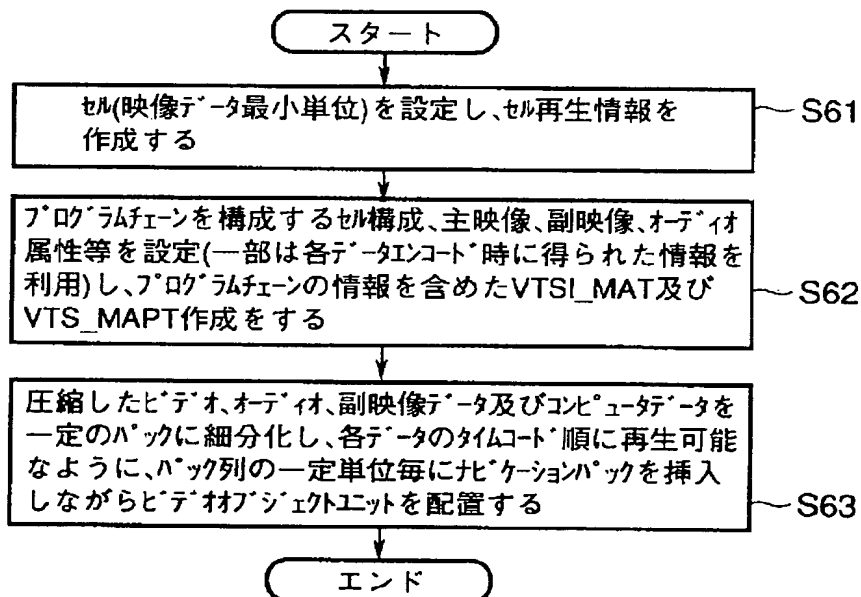 スタート
ｾﾙ(映像ﾃﾞｰﾀ最小単位)を設定し､ｾﾙ再生情報を
作成する
S61
ﾌﾟﾛｸﾞﾗﾑﾁｪｰﾝを構成するｾﾙ構成､主映像､副映像､ｵｰﾃﾞｨｵ
属性等を設定(一部は各ﾃﾞｰﾀｴﾝｺｰﾄﾞ時に得られた情報を
利用)し､ﾌﾟﾛｸﾞﾗﾑﾁｪｰﾝの情報を含めたVTSI_MAT及び
VTS_MAPT作成をする
S62
圧縮したﾋﾞﾃﾞｵ､ｵｰﾃﾞｨｵ､副映像ﾃﾞｰﾀ及びｺﾝﾋﾟｭｰﾀﾃﾞｰﾀを
一定のﾊﾟｯｸに細分化し､各ﾃﾞｰﾀのﾀｲﾑｺｰﾄﾞ順に再生可能
なように､ﾊﾟｯｸ列の一定単位毎にﾅﾋﾞｹﾞｰｼｮﾝﾊﾟｯｸを挿入
しながらﾋﾞﾃﾞｵｵﾌﾞｼﾞｪｸﾄﾕﾆｯﾄを配置する
S63
エンド